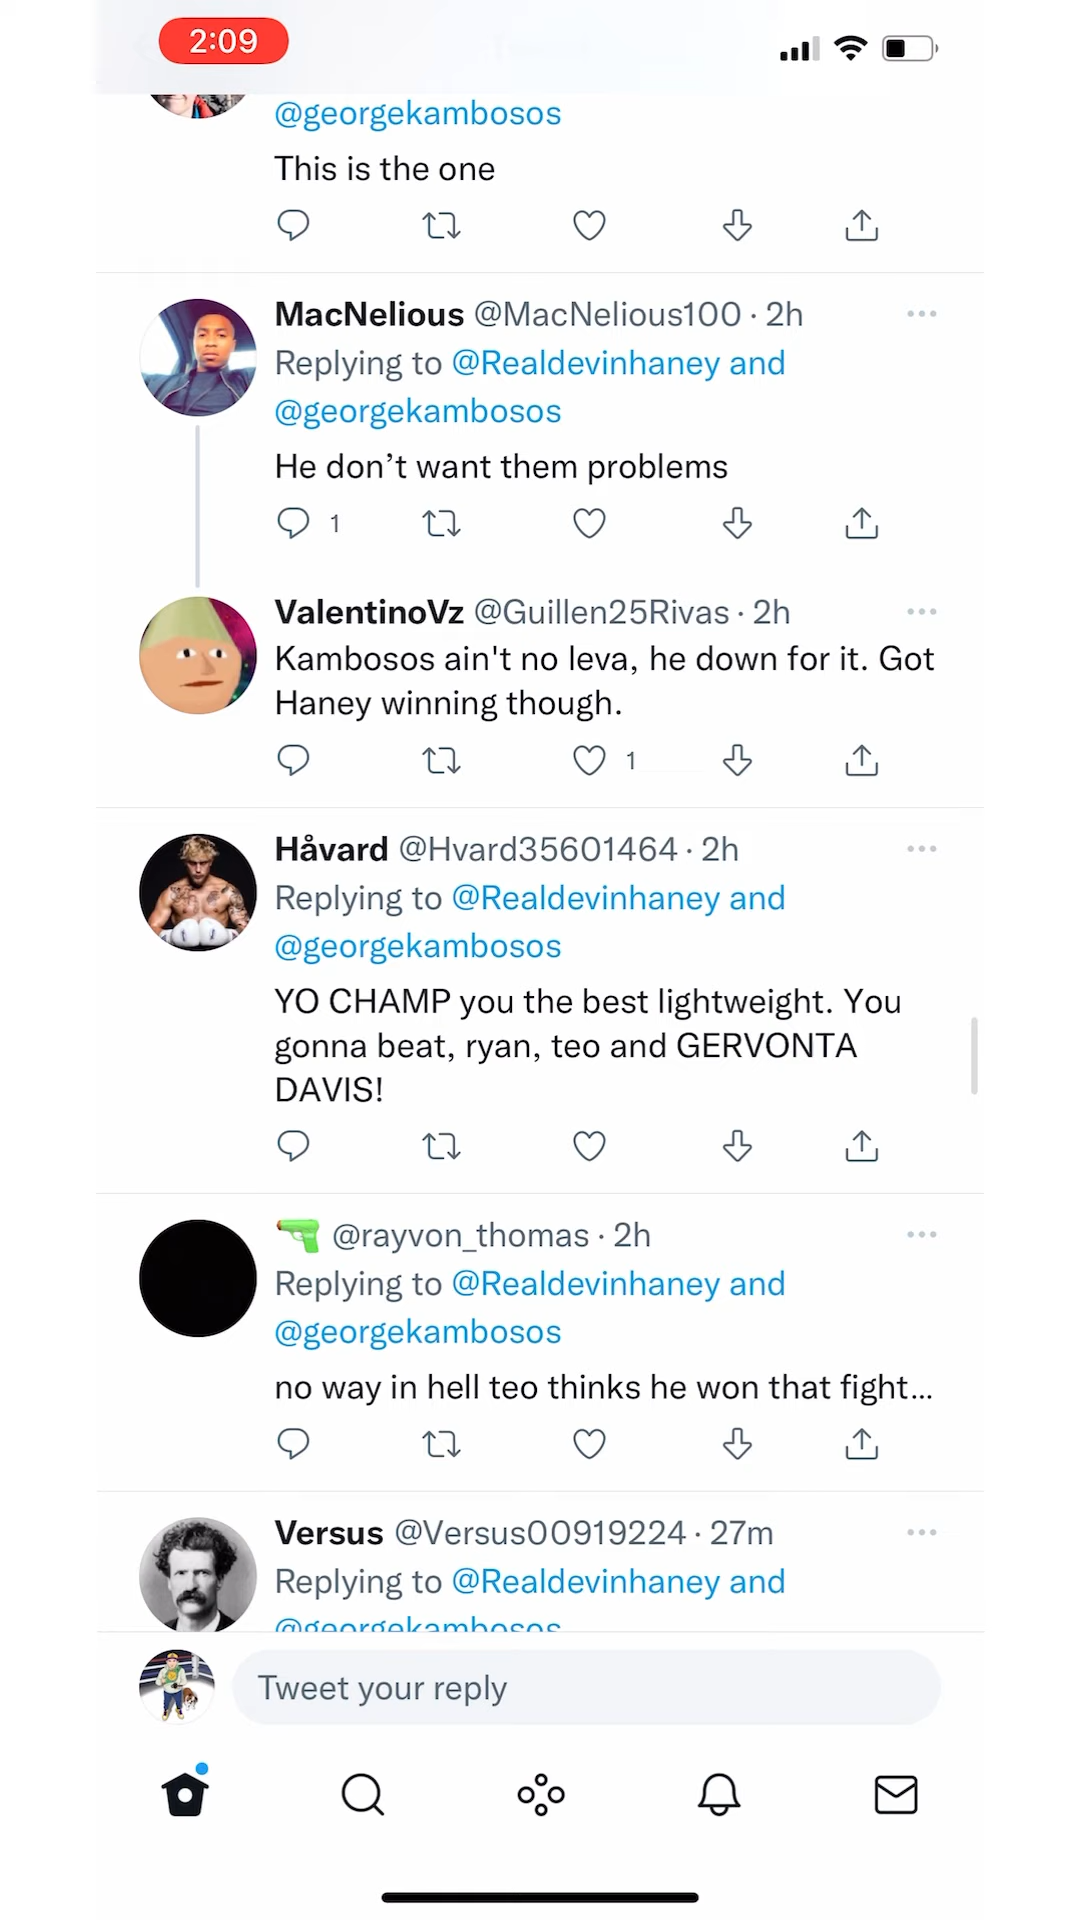 2:09
@georgekambosos
This is the one
MacNelious @MacNelious100 · 2h
Replying to @Realdevinhaney and
@georgekambosos
He don’t want them problems
1
ValentinoVz @Guillen25Rivas · 2h
Kambosos ain't no leva, he down for it. Got
Haney winning though.
1
Håvard @Hvard35601464 · 2h
Replying to @Realdevinhaney and
@georgekambosos
YO CHAMP you the best lightweight. You
gonna beat, ryan, teo and GERVONTA
DAVIS!
@rayvon_thomas · 2h
Replying to @Realdevinhaney and
@georgekambosos
no way in hell teo thinks he won that fight...
Versus @Versus00919224 · 27m
Replying to @Realdevinhaney and
@georgekambosos
Tweet your reply